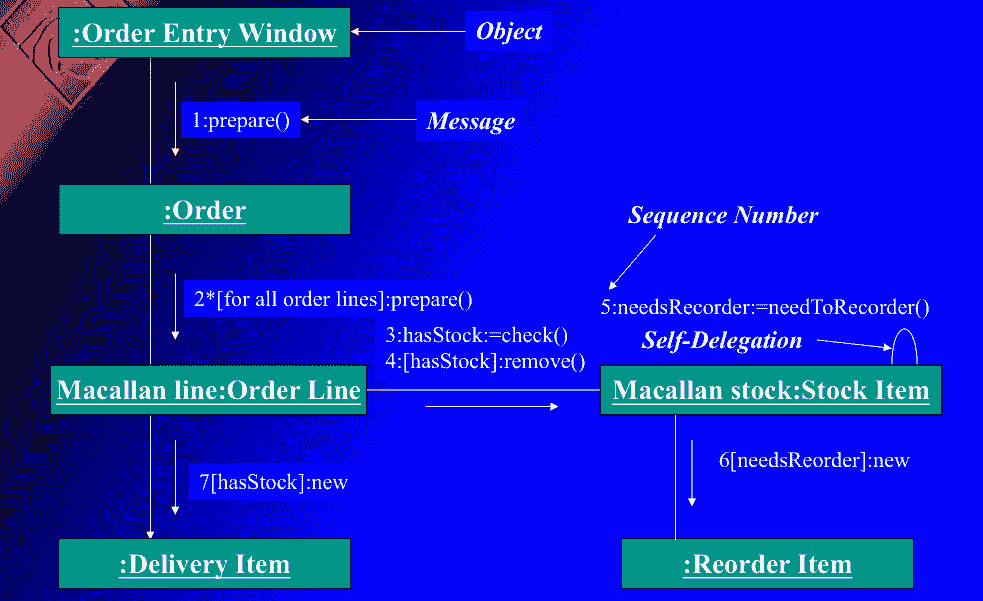 :Order Entry Window
Object
1:prepare()
Message
:Order
Sequence Number
2*[for all order lines]:prepare()
5:needsRecorder:=needToRecorder()
3:hasStock:=check()
Self-Delegation
4:[hasStock]:remove()
Macallan line:Order Line
Macallan stock:Stock Item
7[hasStock]:new
6[needsReorder]:new
:Delivery Item
:Reorder Item